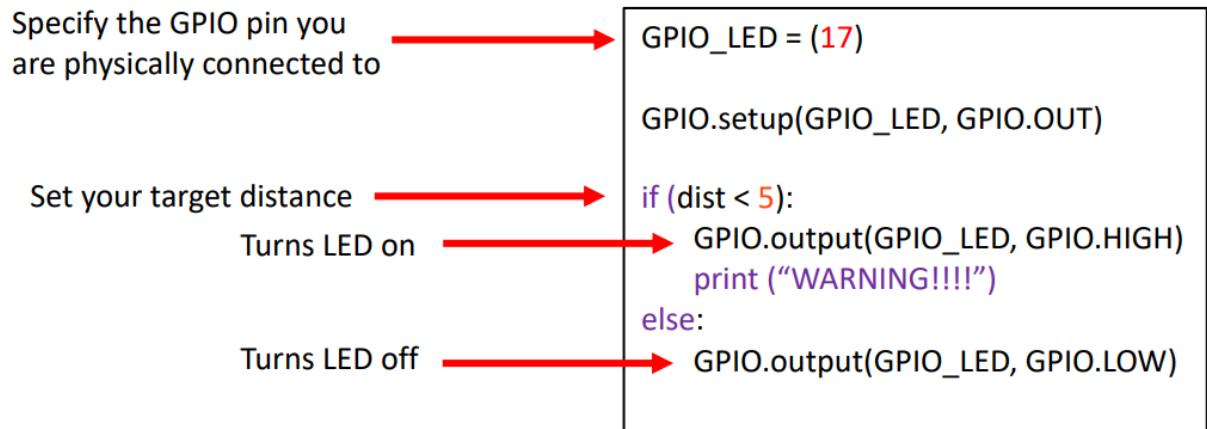 Specify the GPIO pin you
are physically connected to
GPIO_LED = (17)
GPIO.setup(GPIO_LED, GPIO.OUT)
Set your target distance
if (dist < 5):
Turns LED on
GPIO.output(GPIO_LED, GPIO.HIGH)
print (“WARNING!!!!”)
else:
Turns LED off
GPIO.output(GPIO_LED, GPIO.LOW)